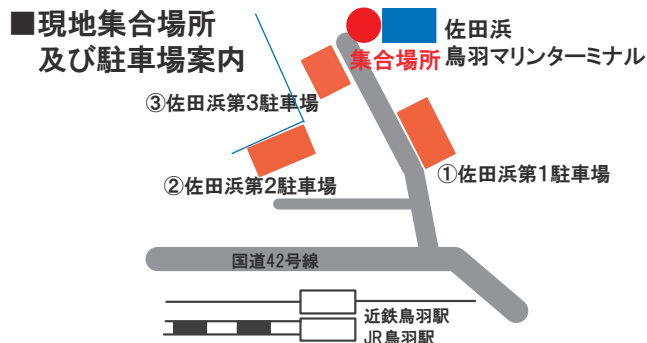 ■現地集合場所
及び駐車場案内
佐田浜
鳥羽マリンターミナル
集合場所
③佐田浜第3駐車場
①佐田浜第1駐車場
②佐田浜第2駐車場
国道42号線
近鉄鳥羽駅
JR鳥羽駅